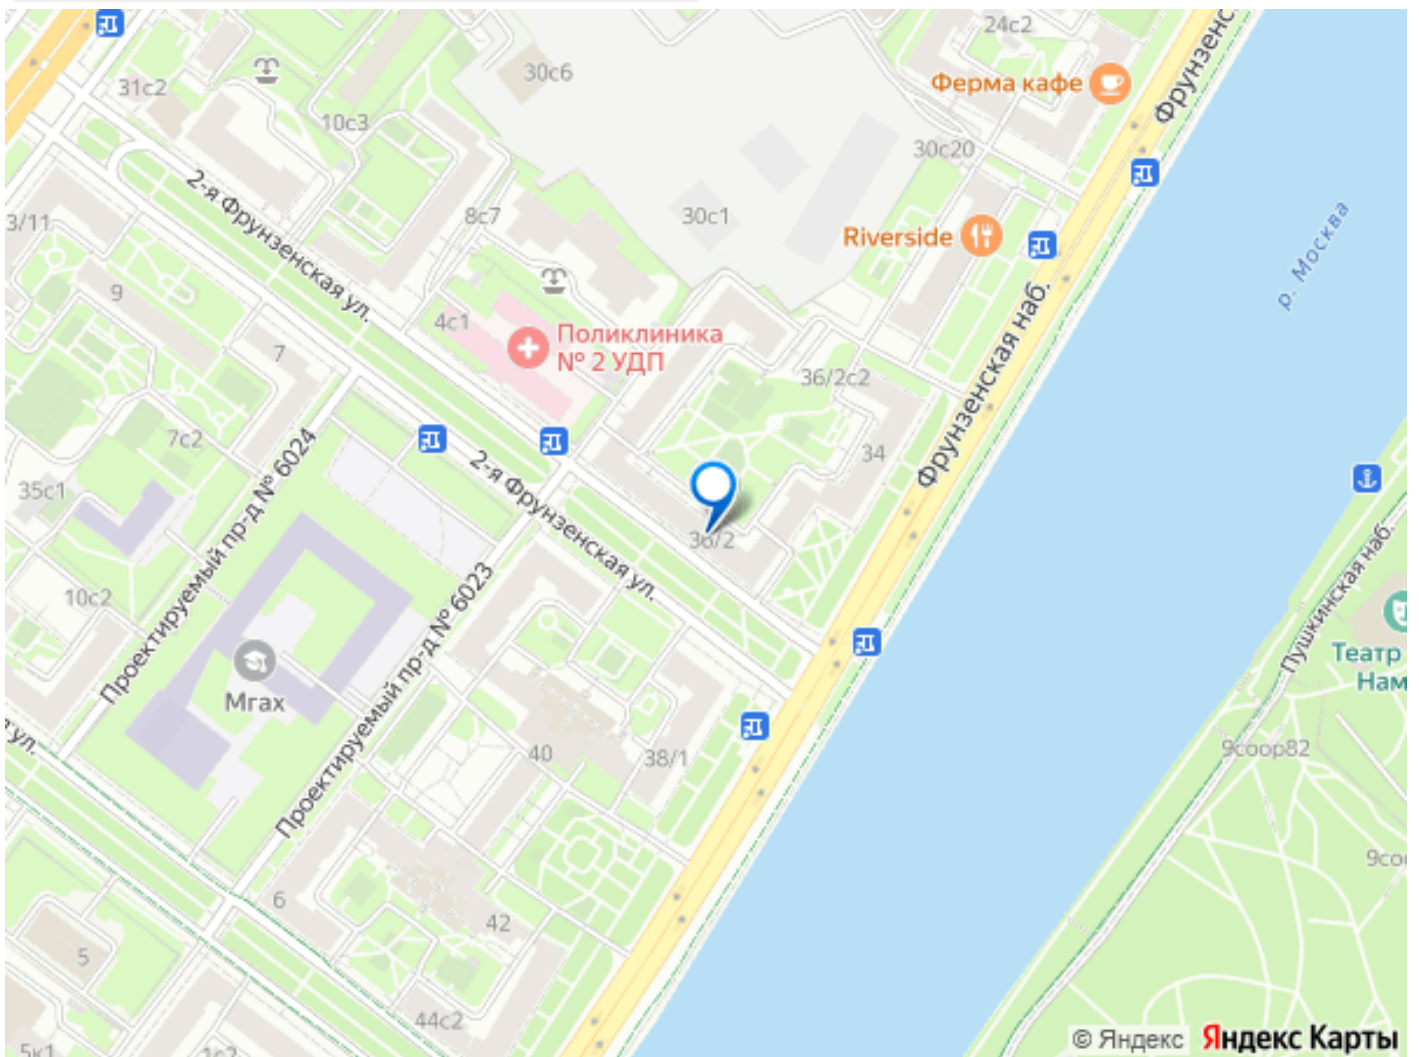 24с2
Фрунзенс
30с6
Ферма кафе
31с2
10с3
30с20
2-я Фрунзенская ул.
3/11
8с7
30с1
Riverside
р. Москва
9
4с1
Поликлиника
№ 2 УДП
Фрунзенская наб.
7
36/2с2
7с2
34
35с1
2-я Фрунзенская ул.
Проектируемый пр-д № 6024
36/2
10с2
Проектируемый пр-д № 6023
Пушкинская наб.
Театр
Нам
Мгах
ул.
40
38/1
9соор82
9соо
6
42
5
44с2
5к1
1с2
© Яндекс Яндекс Карты